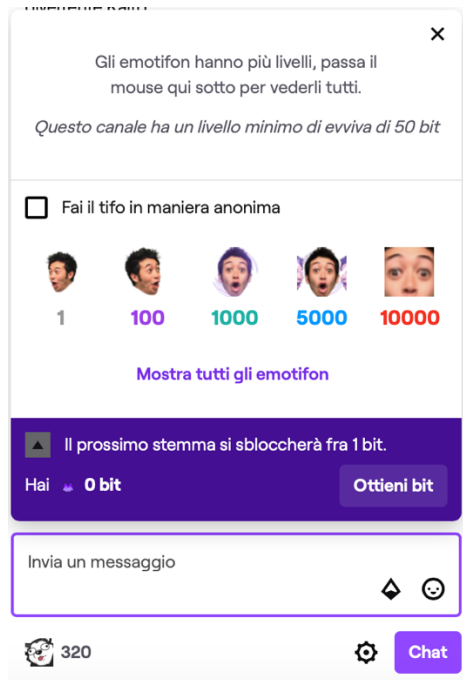 Gli emotifon hanno più livelli, passa il
mouse qui sotto per vederli tutti.
Questo canale ha un livello minimo di evviva di 50 bit
Fai il tifo in maniera anonima
1 100 1000 5000 10000
Mostra tutti gli emotifon
Il prossimo stemma si sbloccherà fra 1 bit.
Hai 0 bit
Ottieni bit
Invia un messaggio
320
Chat